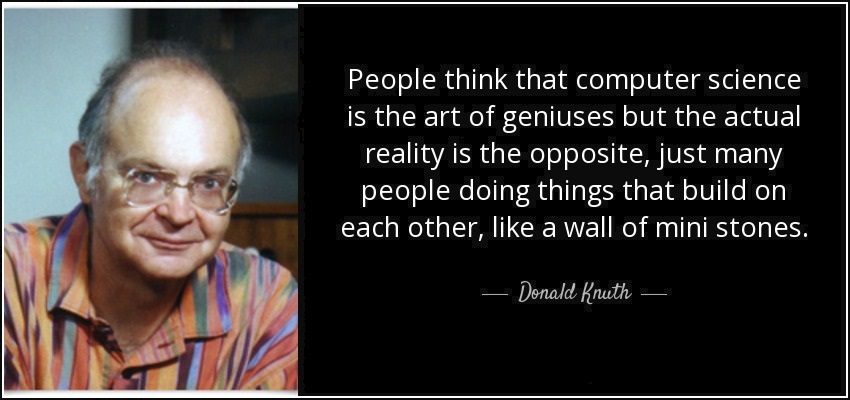 People think that computer science
is the art of geniuses but the actual
reality is the opposite, just many
people doing things that build on
each other, like a wall of mini stones.
Donald Knuth